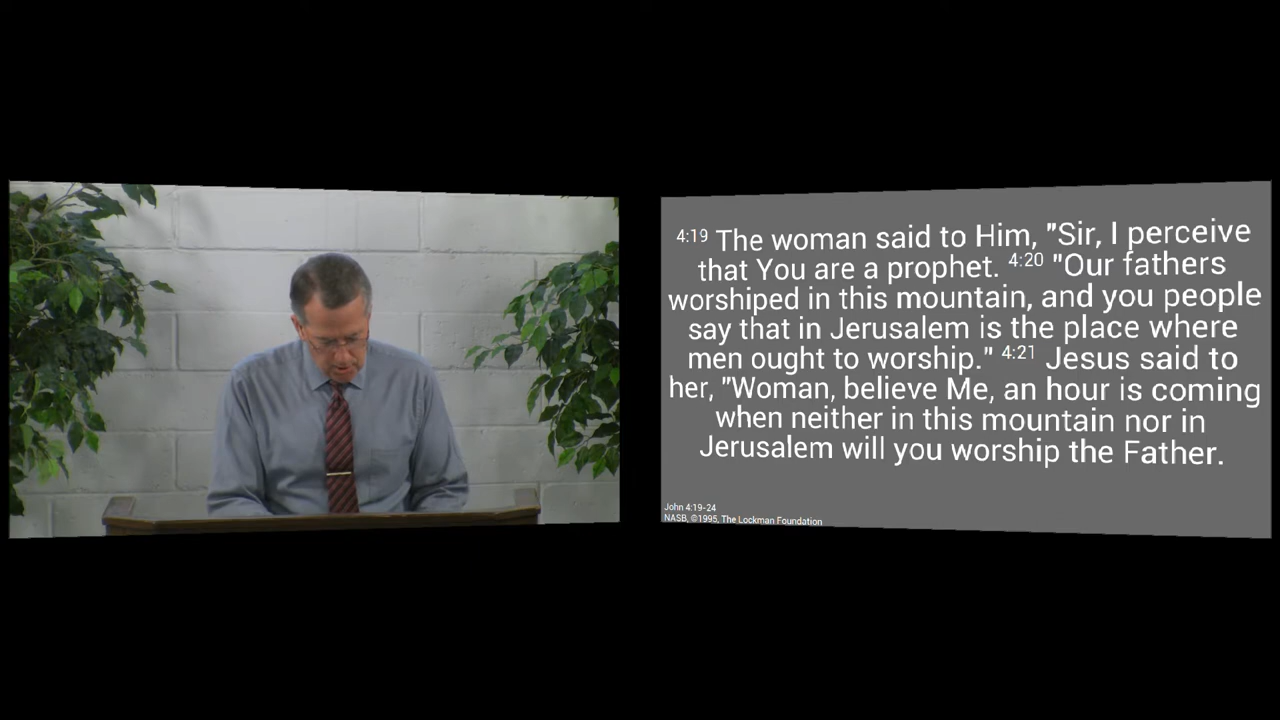 4:19 The woman said to Him, "Sir, I perceive
that You are a prophet. 4:20 "Our fathers
worshiped in this mountain, and you people
say that in Jerusalem is the place where
men ought to worship." 4:21 Jesus said to
her, "Woman, believe Me, an hour is coming
when neither in this mountain nor in
Jerusalem will you worship the Father.
John 4:19-24
NASB, ©1995, The Lockman Foundation